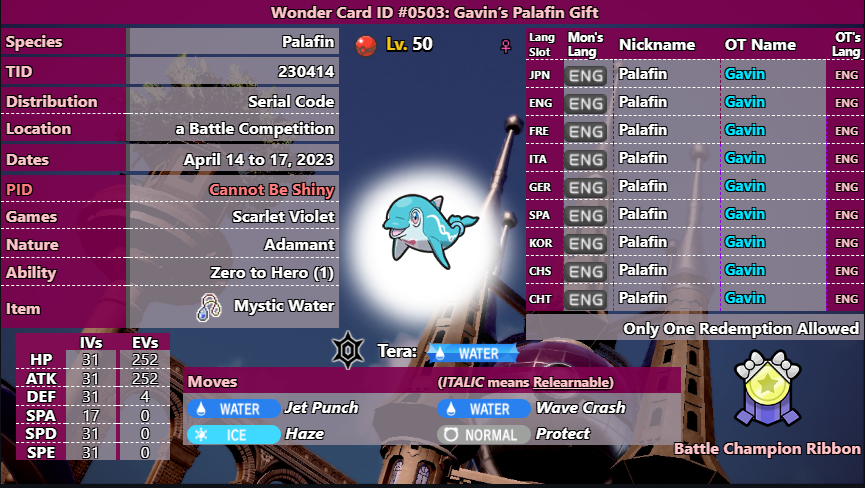 Wonder Card ID #0503: Gavin's Palafin Gift
Species Palafin
TID 230414
Distribution Serial Code
Location a Battle Competition
Dates April 14 to 17, 2023
PID Cannot Be Shiny
Games Scarlet Violet
Nature Adamant
Ability Zero to Hero (1)
Item Mystic Water
Lv. 50 ♀
Lang Slot Mon's Lang Nickname OT Name OT's Lang
JPN ENG Palafin Gavin ENG
ENG ENG Palafin Gavin ENG
FRE ENG Palafin Gavin ENG
ITA ENG Palafin Gavin ENG
GER ENG Palafin Gavin ENG
SPA ENG Palafin Gavin ENG
KOR ENG Palafin Gavin ENG
CHS ENG Palafin Gavin ENG
CHT ENG Palafin Gavin ENG
Only One Redemption Allowed
IVs EVs
HP 31 252
ATK 31 252
DEF 31 4
SPA 17 0
SPD 31 0
SPE 31 0
Tera: WATER
Moves (ITALIC means Relearnable)
WATER Jet Punch WATER Wave Crash
ICE Haze NORMAL Protect
Battle Champion Ribbon